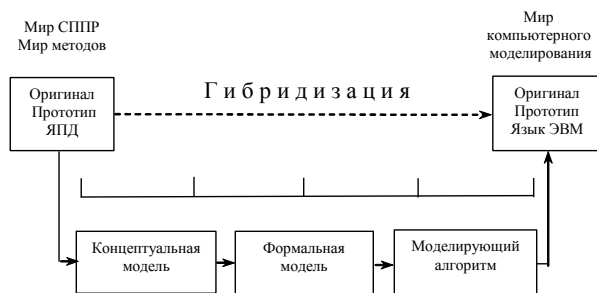 Мир СППР
Мир методов
Мир
компьютерного
моделирования
Оригинал
Прототип
ЯПД
Гибридизация
Оригинал
Прототип
Язык ЭВМ
Концептуальная
модель
Формальная
модель
Моделирующий
алгоритм